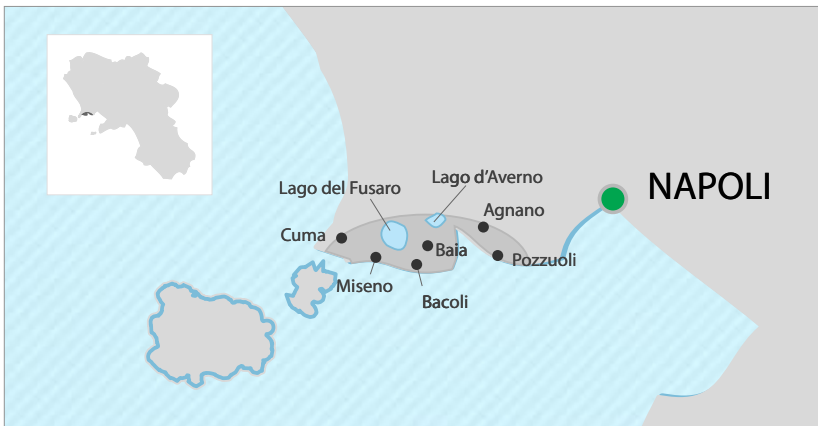 Lago d'Averno
NAPOLI
Lago del Fusaro
Agnano
Cuma
Baia
Pozzuoli
Miseno
Bacoli